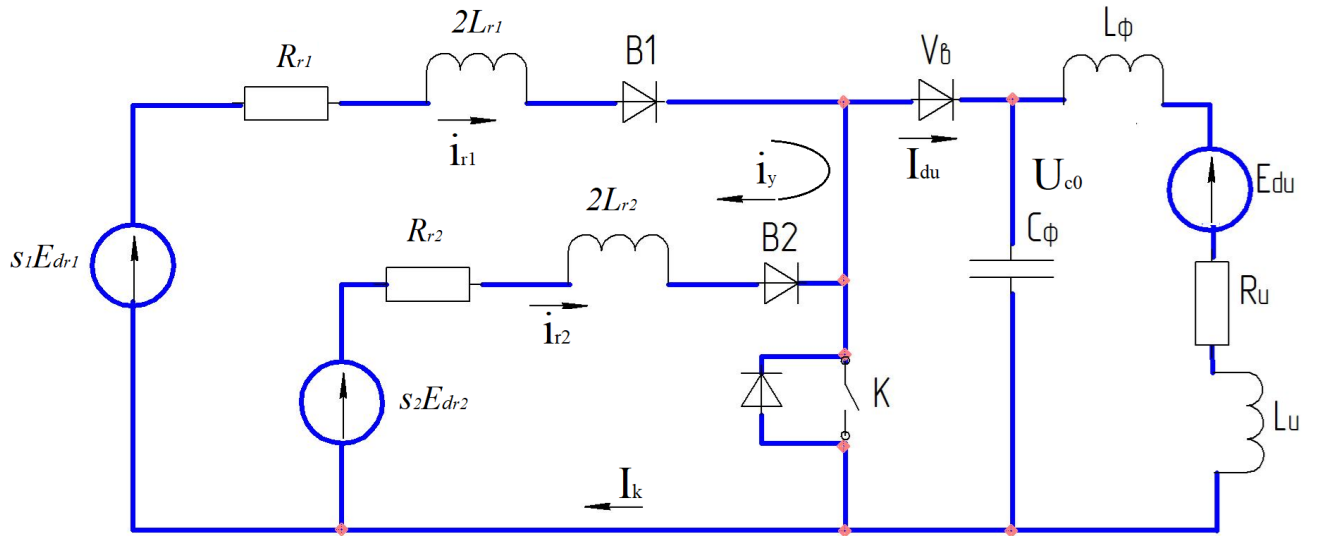 2Lr1
Rr1
B1
Vв
Lф
ir1
iy
Idu
Uc0
Edu
2Lr2
Rr2
B2
Cф
s1Edr1
ir2
Ru
s2Edr2
K
Lu
Ik